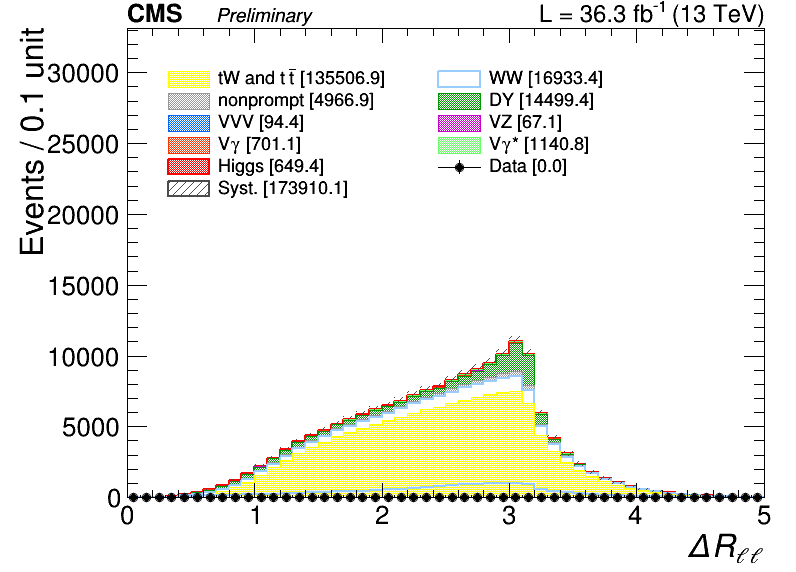 CMS Preliminary L = 36.3 fb⁻¹ (13 TeV)
Events / 0.1 unit
30000
25000
20000
15000
10000
5000
0
tW and tt̄ [135506.9]
nonprompt [4966.9]
VVV [94.4]
Vγ [701.1]
Higgs [649.4]
Syst. [173910.1]
WW [16933.4]
DY [14499.4]
VZ [67.1]
Vγ* [1140.8]
Data [0.0]
0 1 2 3 4 5
ΔR_ℓℓ